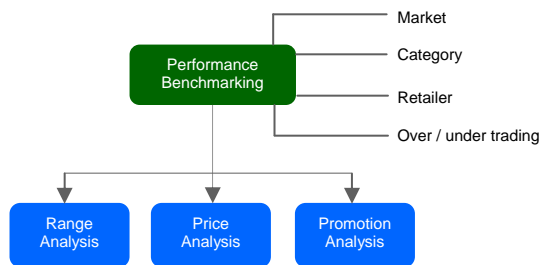 Market
Category
Performance
Benchmarking
Retailer
Over / under trading
Range
Analysis
Price
Analysis
Promotion
Analysis